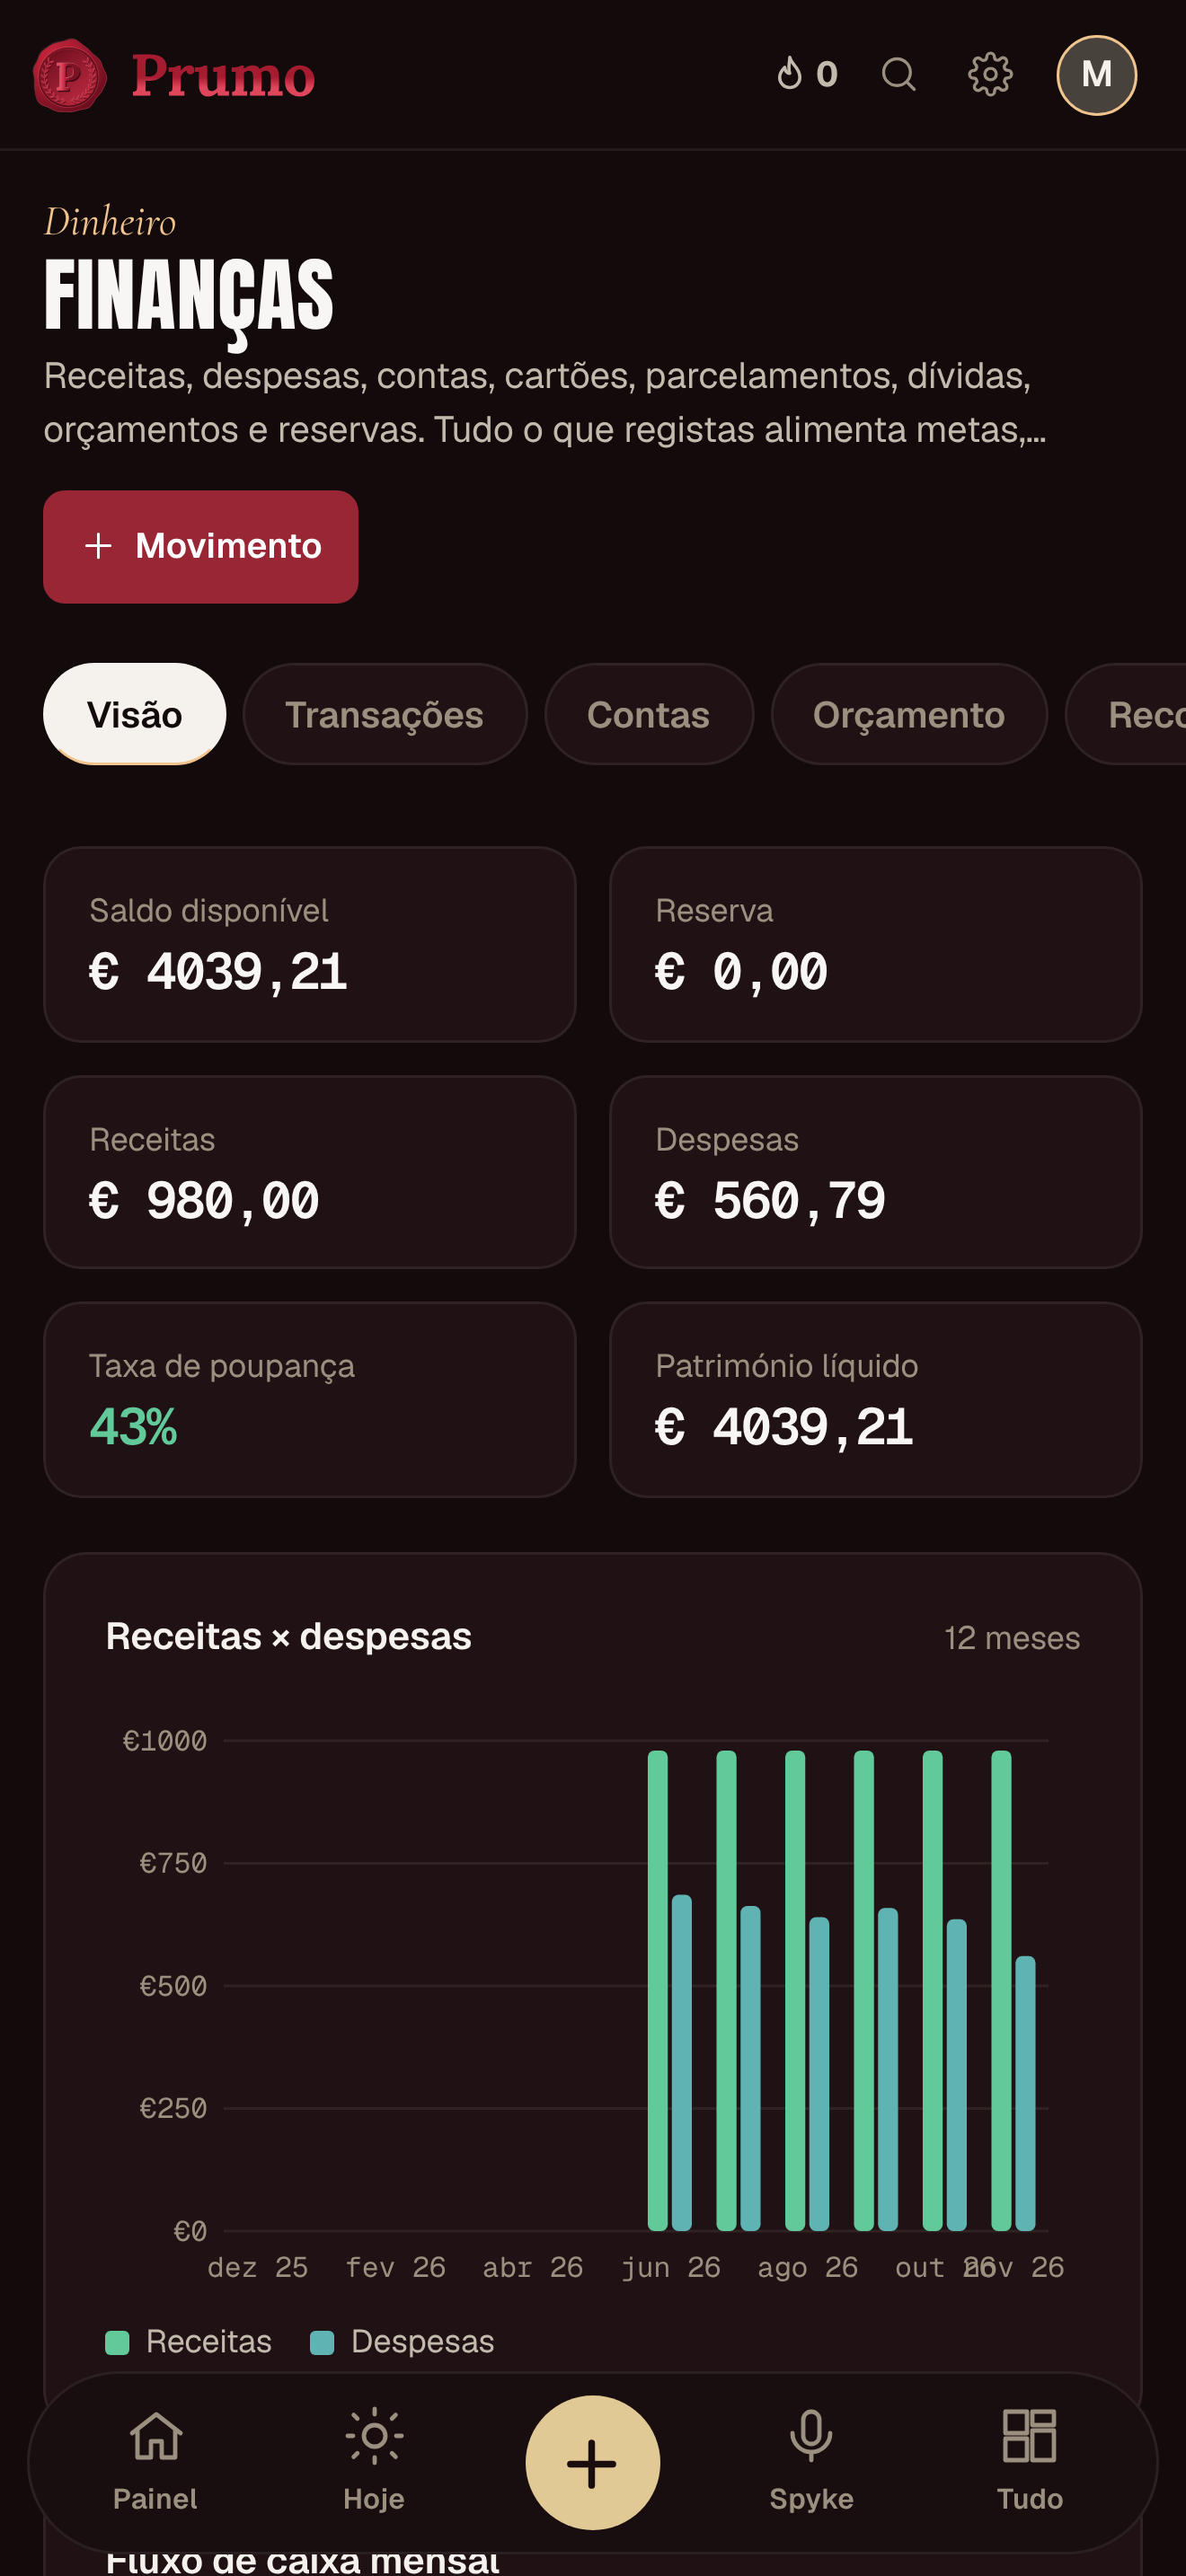 Prumo
0
M
Dinheiro
FINANÇAS
Receitas, despesas, contas, cartões, parcelamentos, dívidas,
orçamentos e reservas. Tudo o que registas alimenta metas,...
+ Movimento
Visão
Transações
Contas
Orçamento
Reco
Saldo disponível
€ 4039,21
Reserva
€ 0,00
Receitas
€ 980,00
Despesas
€ 560,79
Taxa de poupança
43%
Património líquido
€ 4039,21
Receitas × despesas
12 meses
€1000
€750
€500
€250
€0
dez 25
fev 26
abr 26
jun 26
ago 26
out 26
nov 26
Receitas
Despesas
Painel
Hoje
Spyke
Tudo
Fluxo de caixa mensal